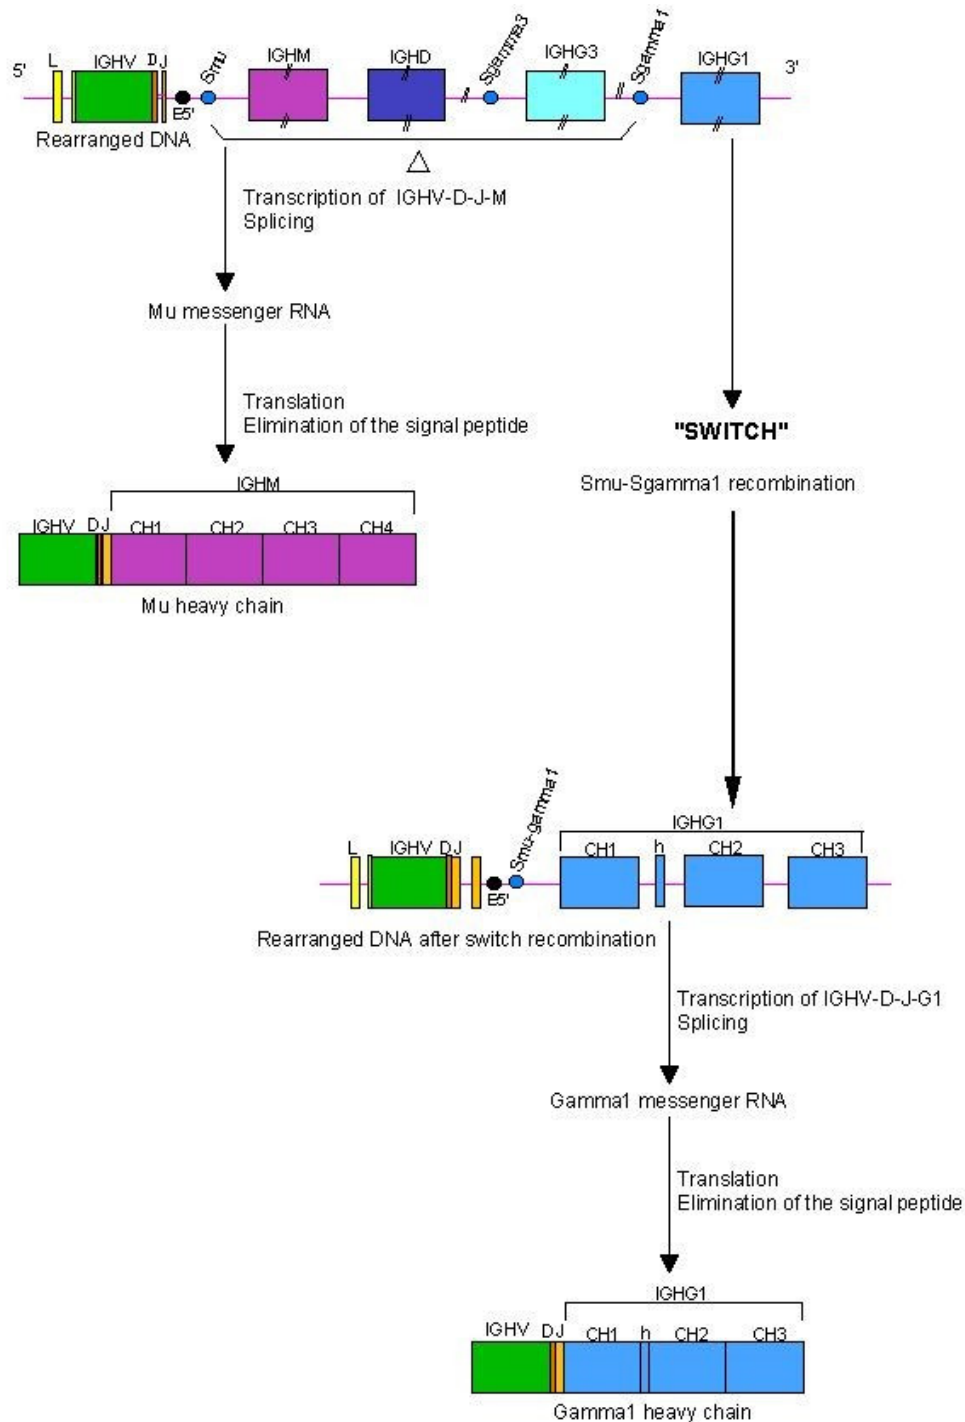 5' L IGHV D J E5' Smu IGHM IGHD Sgamma3 IGHG3 Sgamma1 IGHG1 3'
Rearranged DNA
Transcription of IGHV-D-J-M
Splicing
Mu messenger RNA
Translation
Elimination of the signal peptide
IGHM
IGHV D J CH1 CH2 CH3 CH4
Mu heavy chain
"SWITCH"
Smu-Sgamma1 recombination
Smu-gamma1
IGHG1
L IGHV D J E5' CH1 h CH2 CH3
Rearranged DNA after switch recombination
Transcription of IGHV-D-J-G1
Splicing
Gamma1 messenger RNA
Translation
Elimination of the signal peptide
IGHG1
IGHV D J CH1 h CH2 CH3
Gamma1 heavy chain